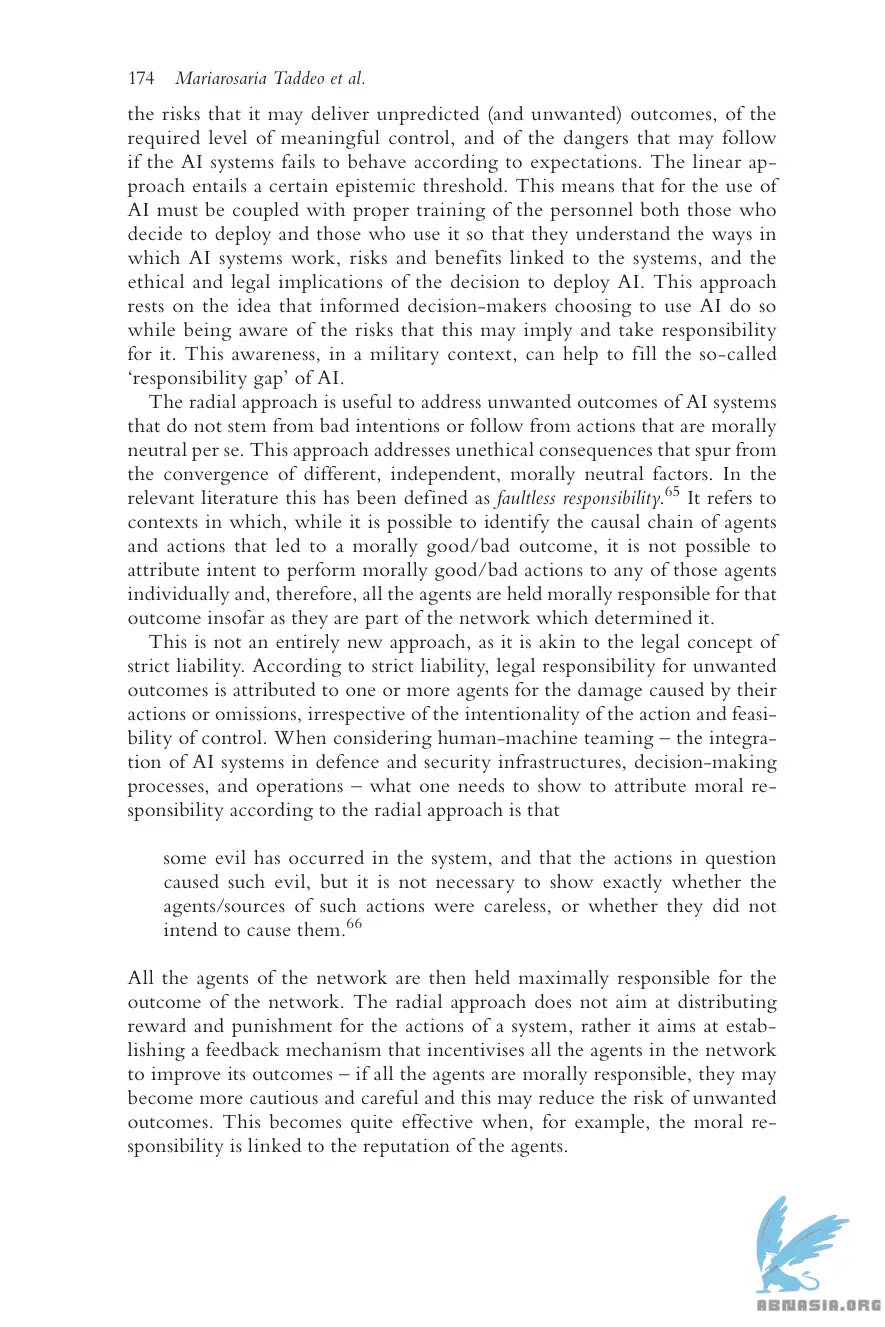 174 Mariarosaria Taddeo et al.
the risks that it may deliver unpredicted (and unwanted) outcomes, of the
required level of meaningful control, and of the dangers that may follow
if the AI systems fails to behave according to expectations. The linear ap-
proach entails a certain epistemic threshold. This means that for the use of
AI must be coupled with proper training of the personnel both those who
decide to deploy and those who use it so that they understand the ways in
which AI systems work, risks and benefits linked to the systems, and the
ethical and legal implications of the decision to deploy AI. This approach
rests on the idea that informed decision-makers choosing to use AI do so
while being aware of the risks that this may imply and take responsibility
for it. This awareness, in a military context, can help to fill the so-called
‘responsibility gap’ of AI.
The radial approach is useful to address unwanted outcomes of AI systems
that do not stem from bad intentions or follow from actions that are morally
neutral per se. This approach addresses unethical consequences that spur from
the convergence of different, independent, morally neutral factors. In the
relevant literature this has been defined as faultless responsibility.65 It refers to
contexts in which, while it is possible to identify the causal chain of agents
and actions that led to a morally good/bad outcome, it is not possible to
attribute intent to perform morally good/bad actions to any of those agents
individually and, therefore, all the agents are held morally responsible for that
outcome insofar as they are part of the network which determined it.
This is not an entirely new approach, as it is akin to the legal concept of
strict liability. According to strict liability, legal responsibility for unwanted
outcomes is attributed to one or more agents for the damage caused by their
actions or omissions, irrespective of the intentionality of the action and feasi-
bility of control. When considering human-machine teaming – the integra-
tion of AI systems in defence and security infrastructures, decision-making
processes, and operations – what one needs to show to attribute moral re-
sponsibility according to the radial approach is that
some evil has occurred in the system, and that the actions in question
caused such evil, but it is not necessary to show exactly whether the
agents/sources of such actions were careless, or whether they did not
intend to cause them.66
All the agents of the network are then held maximally responsible for the
outcome of the network. The radial approach does not aim at distributing
reward and punishment for the actions of a system, rather it aims at estab-
lishing a feedback mechanism that incentivises all the agents in the network
to improve its outcomes – if all the agents are morally responsible, they may
become more cautious and careful and this may reduce the risk of unwanted
outcomes. This becomes quite effective when, for example, the moral re-
sponsibility is linked to the reputation of the agents.
ABNASIA.ORG